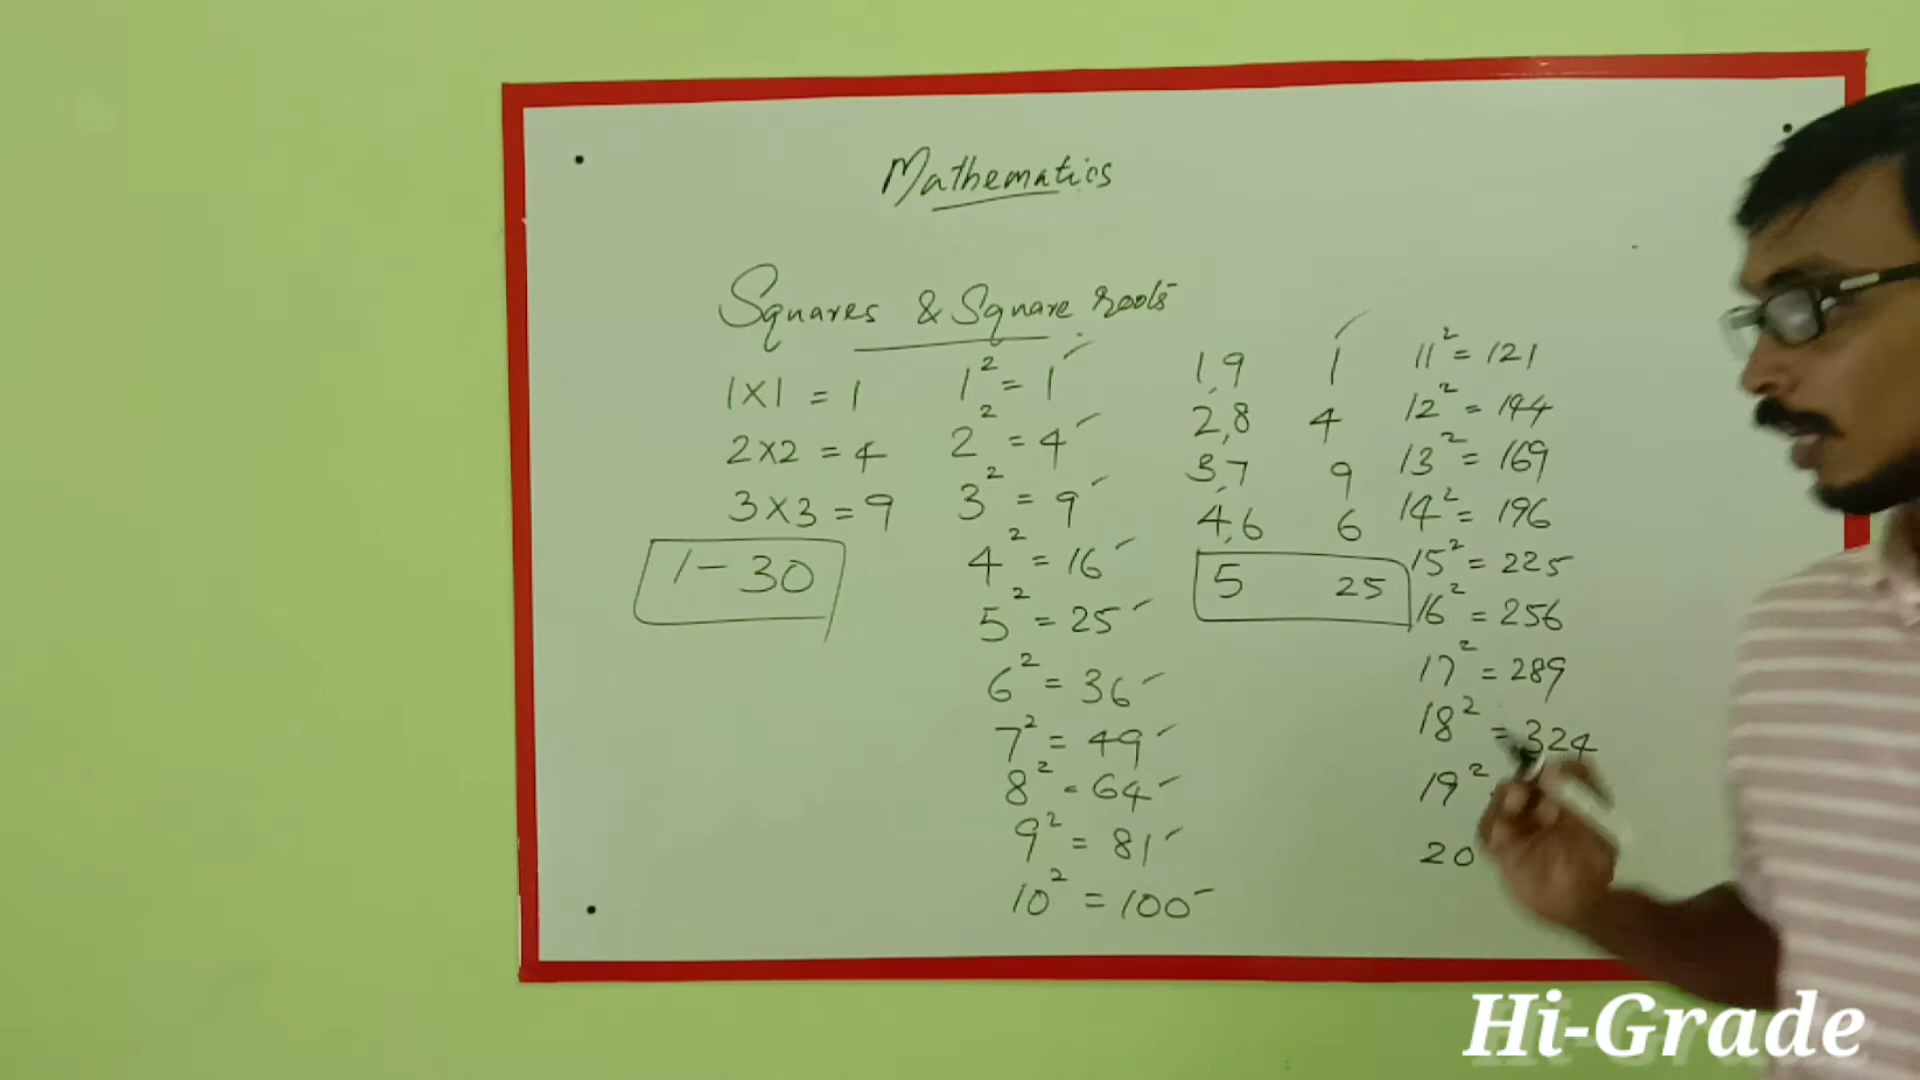 Mathematics
Squares & Square roots
1×1 = 1
2×2 = 4
3×3 = 9
1 - 30
1² = 1
2² = 4
3² = 9
4² = 16
5² = 25
6² = 36
7² = 49
8² = 64
9² = 81
10² = 100
1,9 1
2,8 4
3,7 9
4,6 6
5 25
11² = 121
12² = 144
13² = 169
14² = 196
15² = 225
16² = 256
17² = 289
18² = 324
19²
20
Hi-Grade